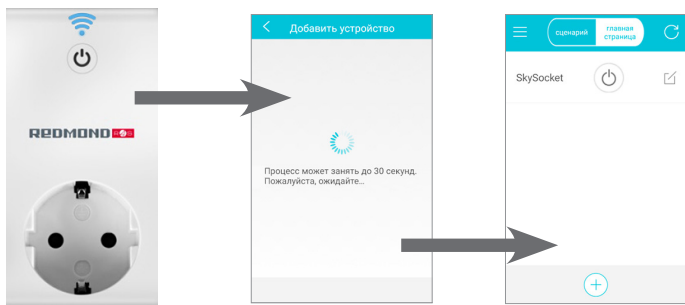 REDMOND
Добавить устройство
Процесс может занять до 30 секунд.
Пожалуйста, ожидайте...
сценарий
главная
страница
SkySocket